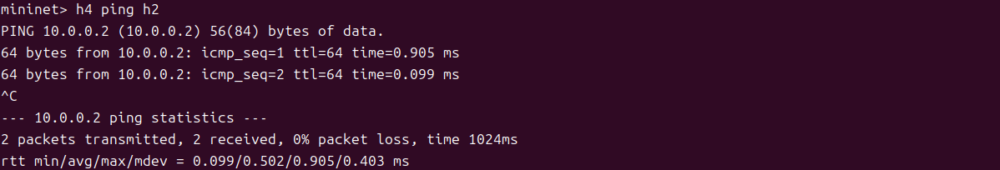 mininet> h4 ping h2
PING 10.0.0.2 (10.0.0.2) 56(84) bytes of data.
64 bytes from 10.0.0.2: icmp_seq=1 ttl=64 time=0.905 ms
64 bytes from 10.0.0.2: icmp_seq=2 ttl=64 time=0.099 ms
^C
--- 10.0.0.2 ping statistics ---
2 packets transmitted, 2 received, 0% packet loss, time 1024ms
rtt min/avg/max/mdev = 0.099/0.502/0.905/0.403 ms